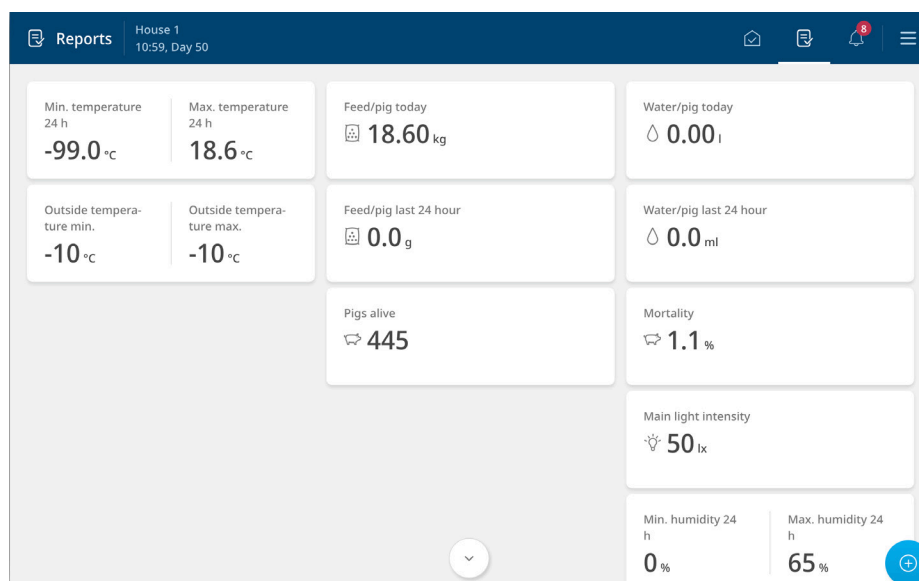 Reports
House 1
10:59, Day 50
8
Min. temperature
24 h
-99.0 °C
Max. temperature
24 h
18.6 °C
Feed/pig today
18.60 kg
Water/pig today
0.00 l
Outside tempera-
ture min.
-10 °C
Outside tempera-
ture max.
-10 °C
Feed/pig last 24 hour
0.0 g
Water/pig last 24 hour
0.0 ml
Pigs alive
445
Mortality
1.1 %
Main light intensity
50 lx
Min. humidity 24
h
0 %
Max. humidity 24
h
65 %